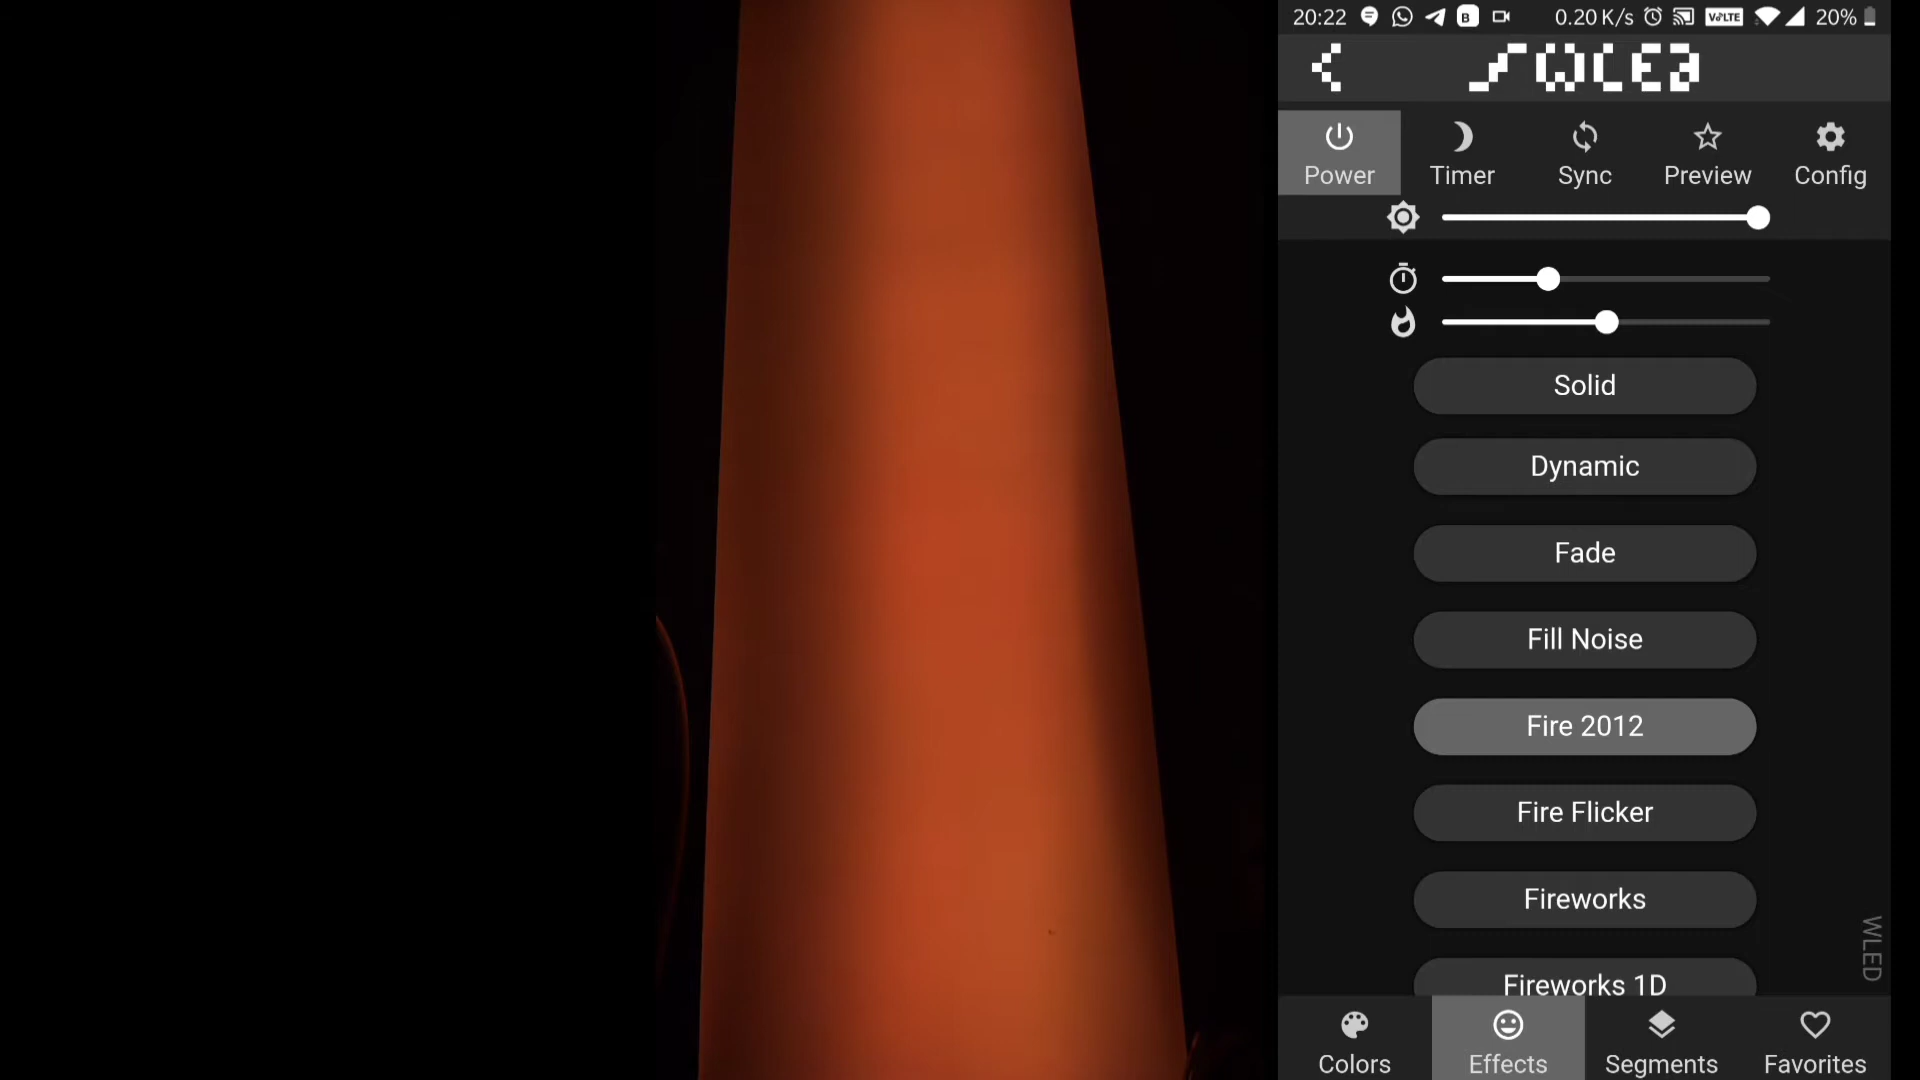 20:22 B 0.20 K/s VoLTE 20%
Power Timer Sync Preview Config
Solid
Dynamic
Fade
Fill Noise
Fire 2012
Fire Flicker
Fireworks
WLED
Fireworks 1D
Colors Effects Segments Favorites